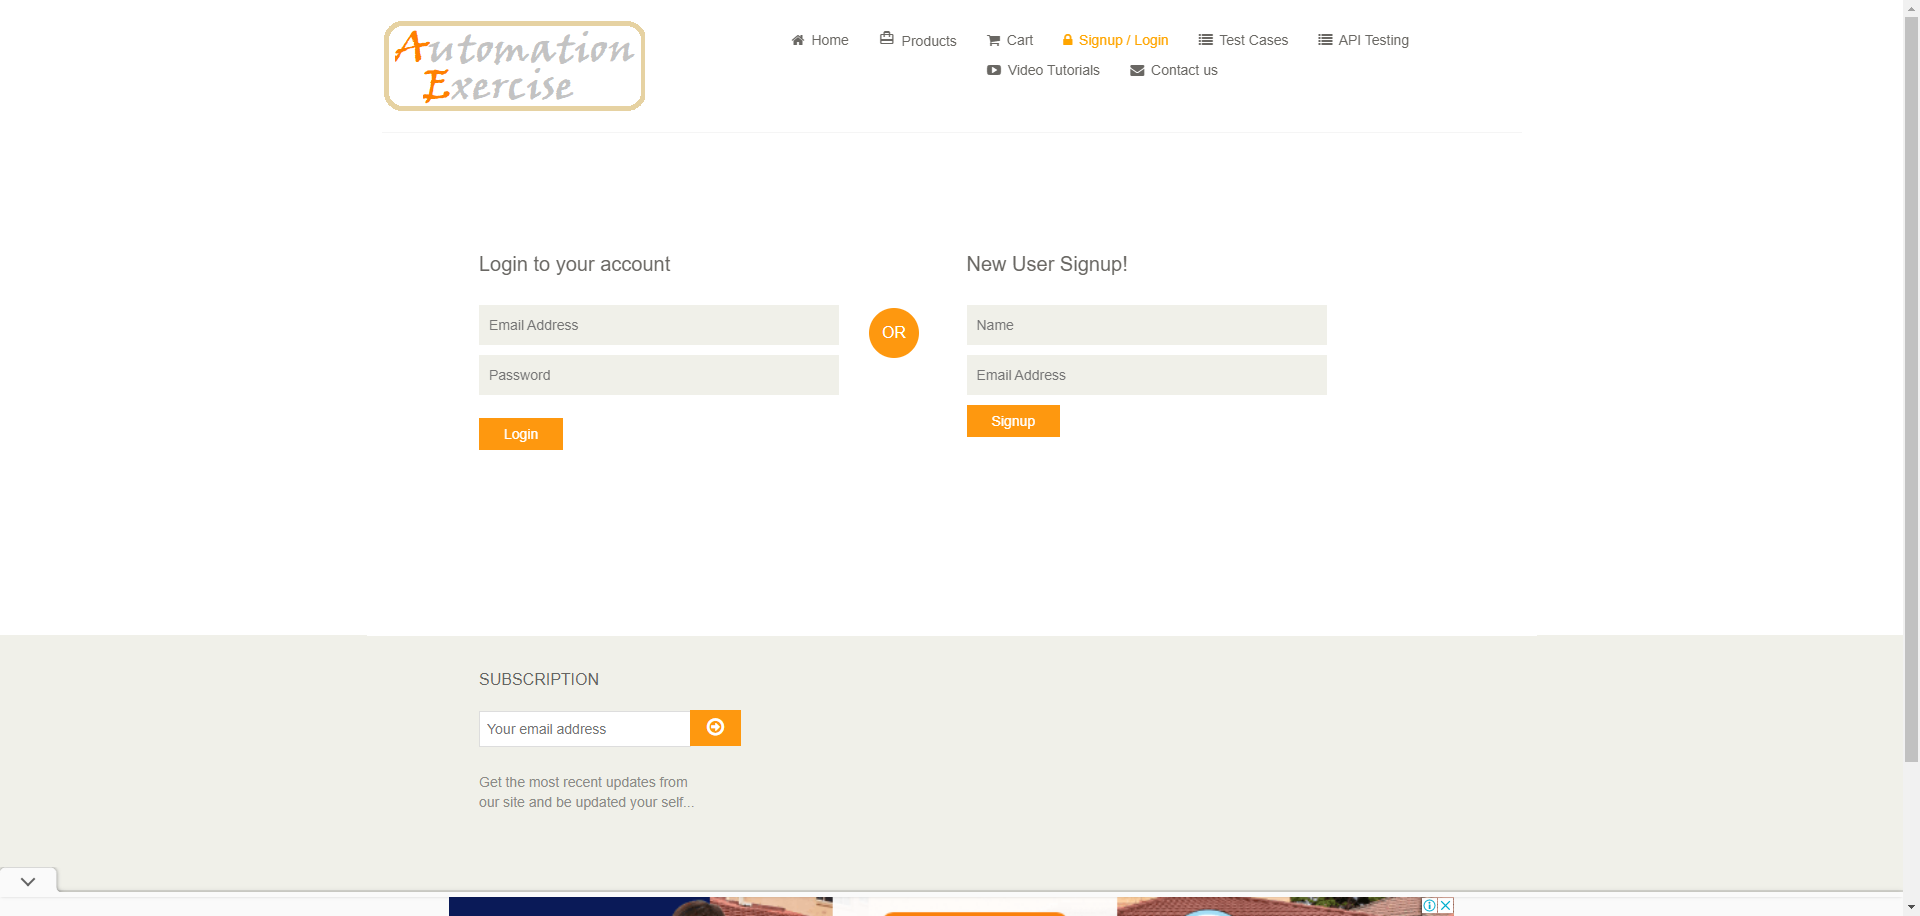 Automation
Exercise
Home
Products
Cart
Signup / Login
Test Cases
API Testing
Video Tutorials
Contact us
Login to your account
Email Address
Password
Login
OR
New User Signup!
Name
Email Address
Signup
SUBSCRIPTION
Your email address
Get the most recent updates from
our site and be updated your self...